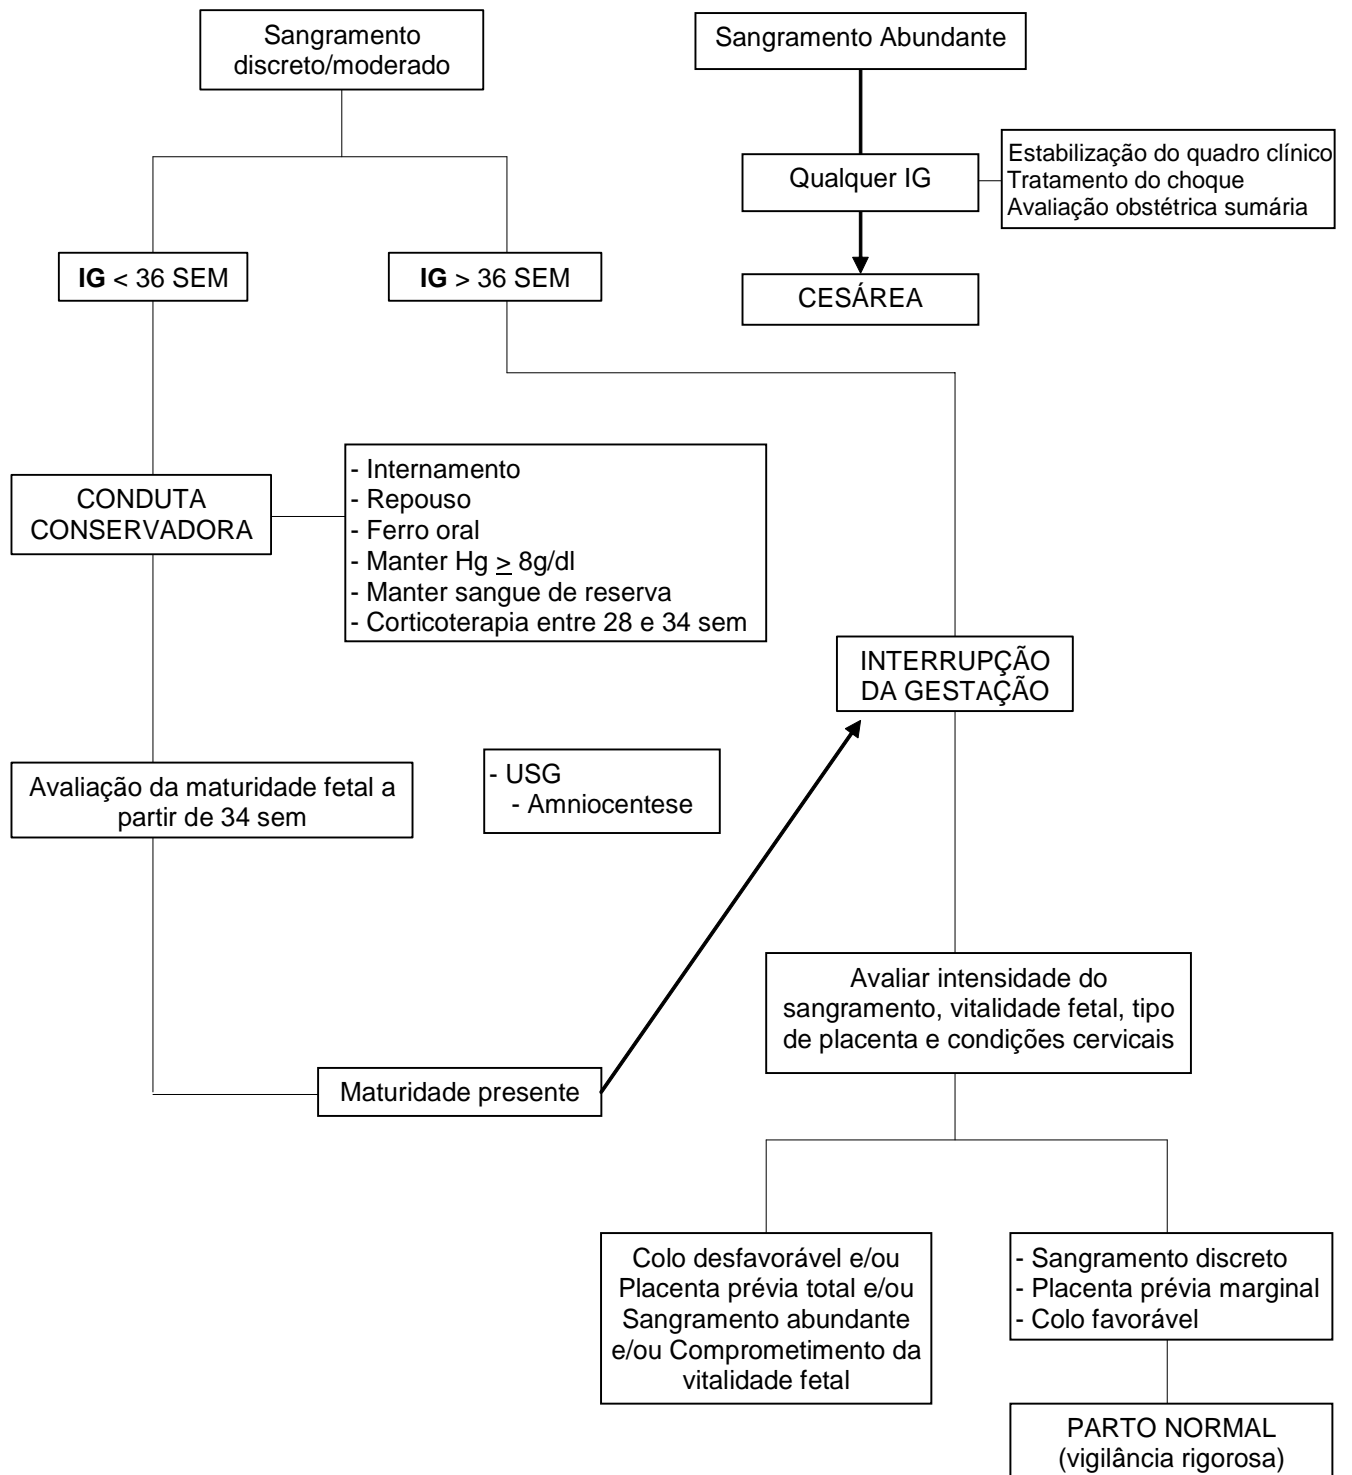 Sangramento
discreto/moderado
Sangramento Abundante
Qualquer IG
Estabilização do quadro clínico
Tratamento do choque
Avaliação obstétrica sumária
IG < 36 SEM
IG > 36 SEM
CESÁREA
CONDUTA
CONSERVADORA
- Internamento
- Repouso
- Ferro oral
- Manter Hg ≥ 8g/dl
- Manter sangue de reserva
- Corticoterapia entre 28 e 34 sem
INTERRUPÇÃO
DA GESTAÇÃO
Avaliação da maturidade fetal a
partir de 34 sem
- USG
- Amniocentese
Avaliar intensidade do
sangramento, vitalidade fetal, tipo
de placenta e condições cervicais
Maturidade presente
Colo desfavorável e/ou
Placenta prévia total e/ou
Sangramento abundante
e/ou Comprometimento da
vitalidade fetal
- Sangramento discreto
- Placenta prévia marginal
- Colo favorável
PARTO NORMAL
(vigilância rigorosa)